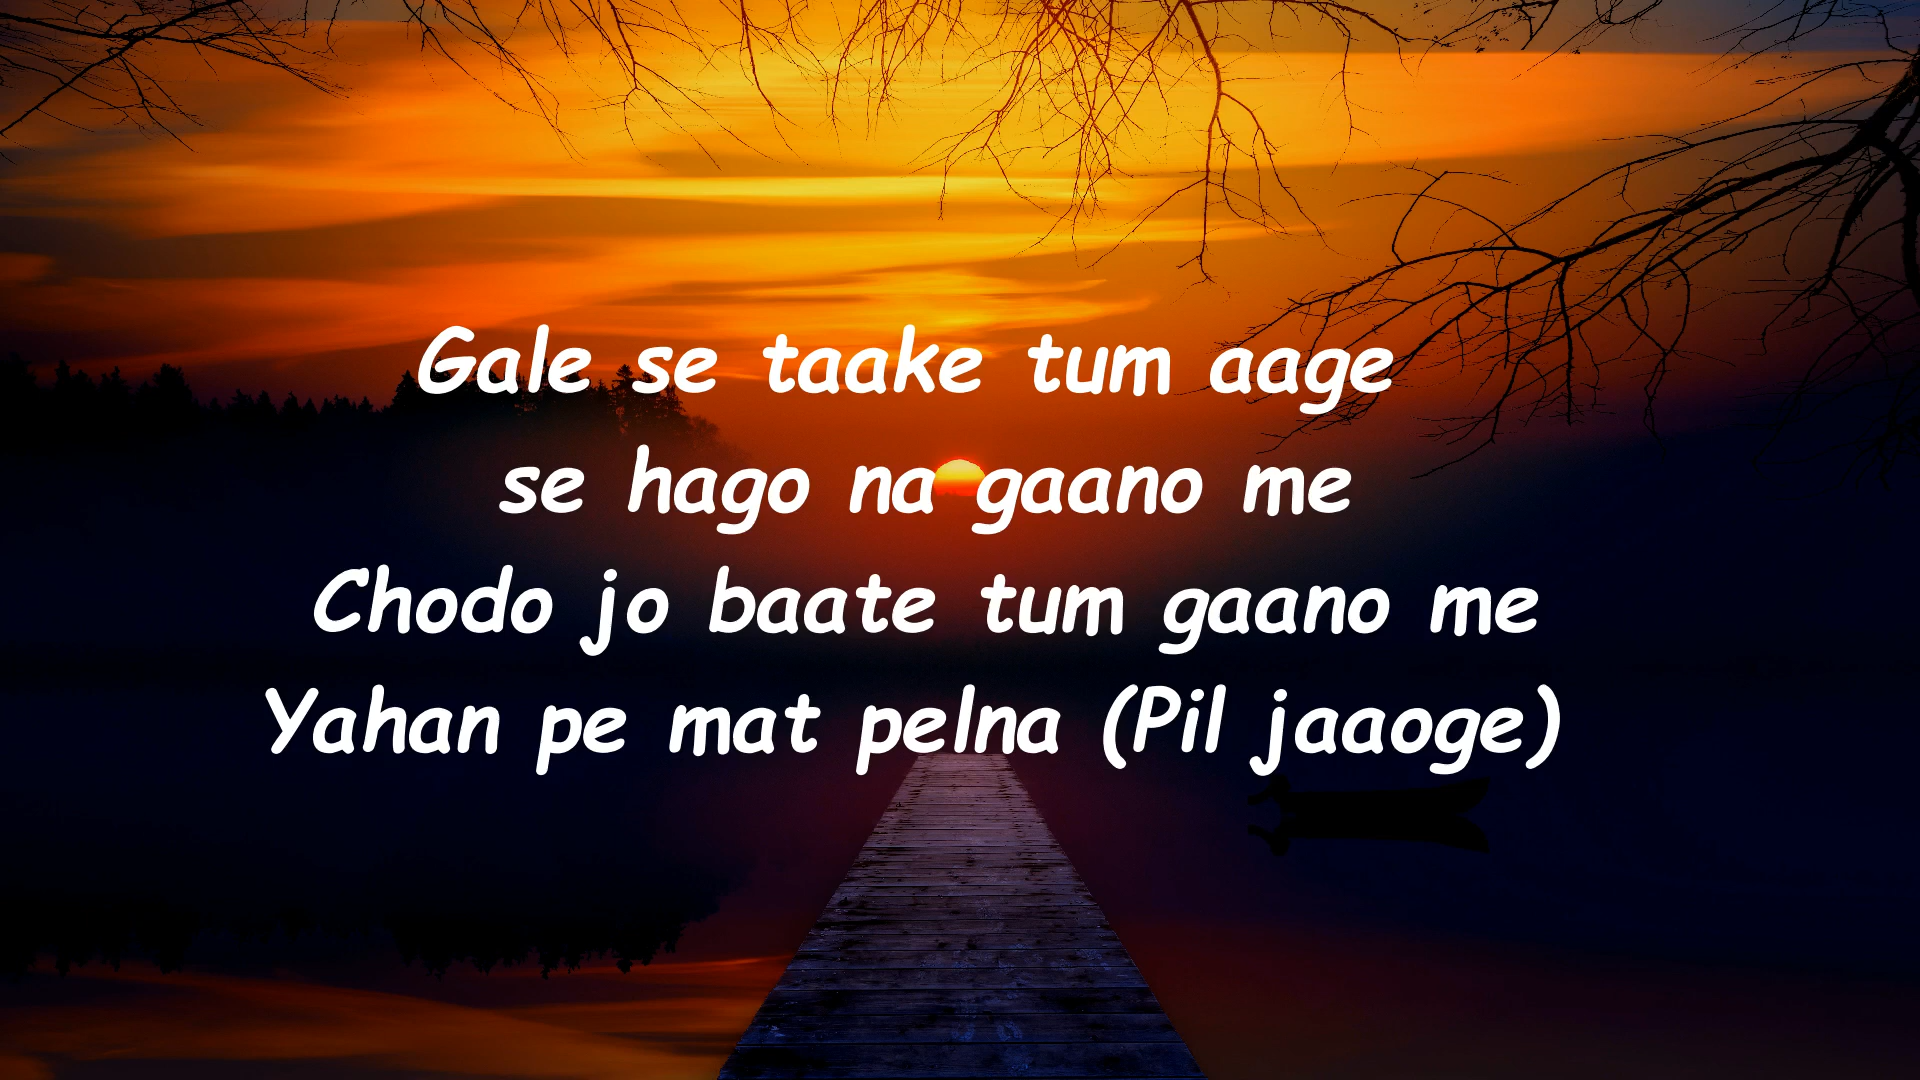 Gale se taake tum aage
se hago na gaano me
Chodo jo baate tum gaano me
Yahan pe mat pelna (Pil jaaoge)